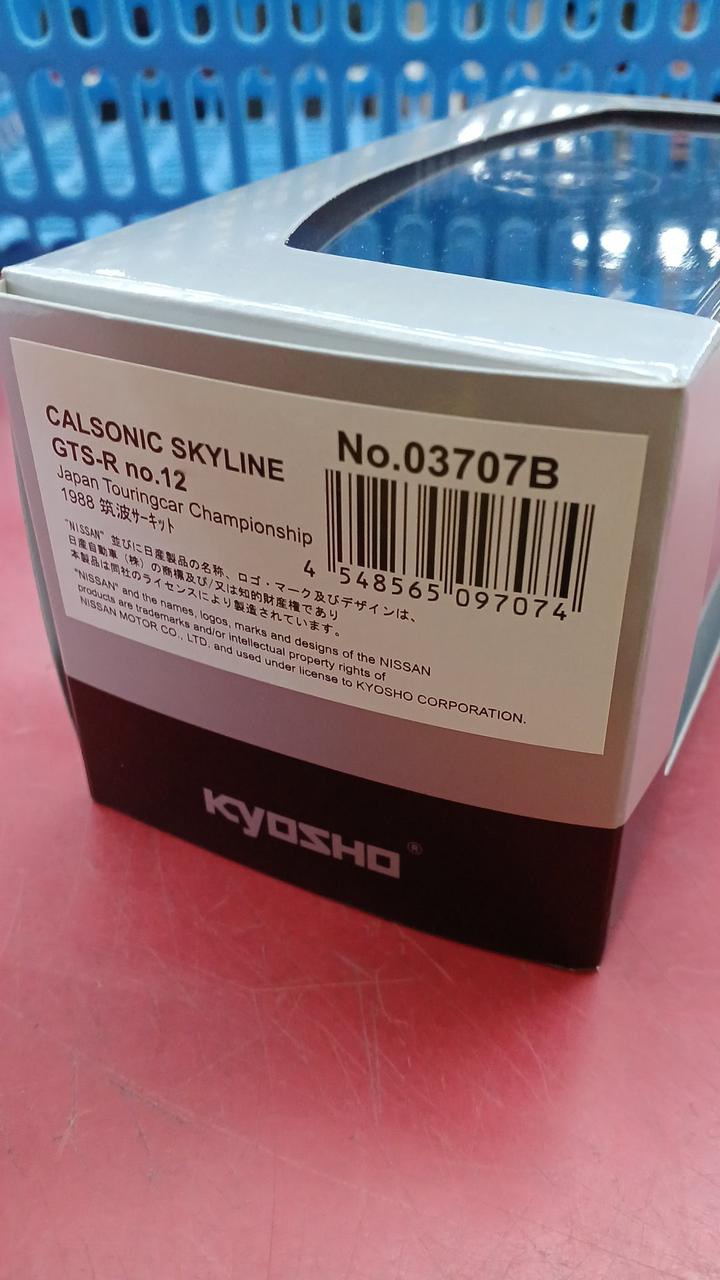 CALSONIC SKYLINE
GTS-R no.12
Japan Touringcar Championship
1988 筑波サーキット
No.03707B
4 548565 097074
"NISSAN" 並びに日産製品の名称、ロゴ・マーク及びデザインは、
日産自動車（株）の商標及び/又は知的財産権であり
本製品は同社のライセンスにより製造されています。
"NISSAN" and the names, logos, marks and designs of the NISSAN
products are trademarks and/or intellectual property rights of
NISSAN MOTOR CO., LTD. and used under license to KYOSHO CORPORATION.
KYOSHO®